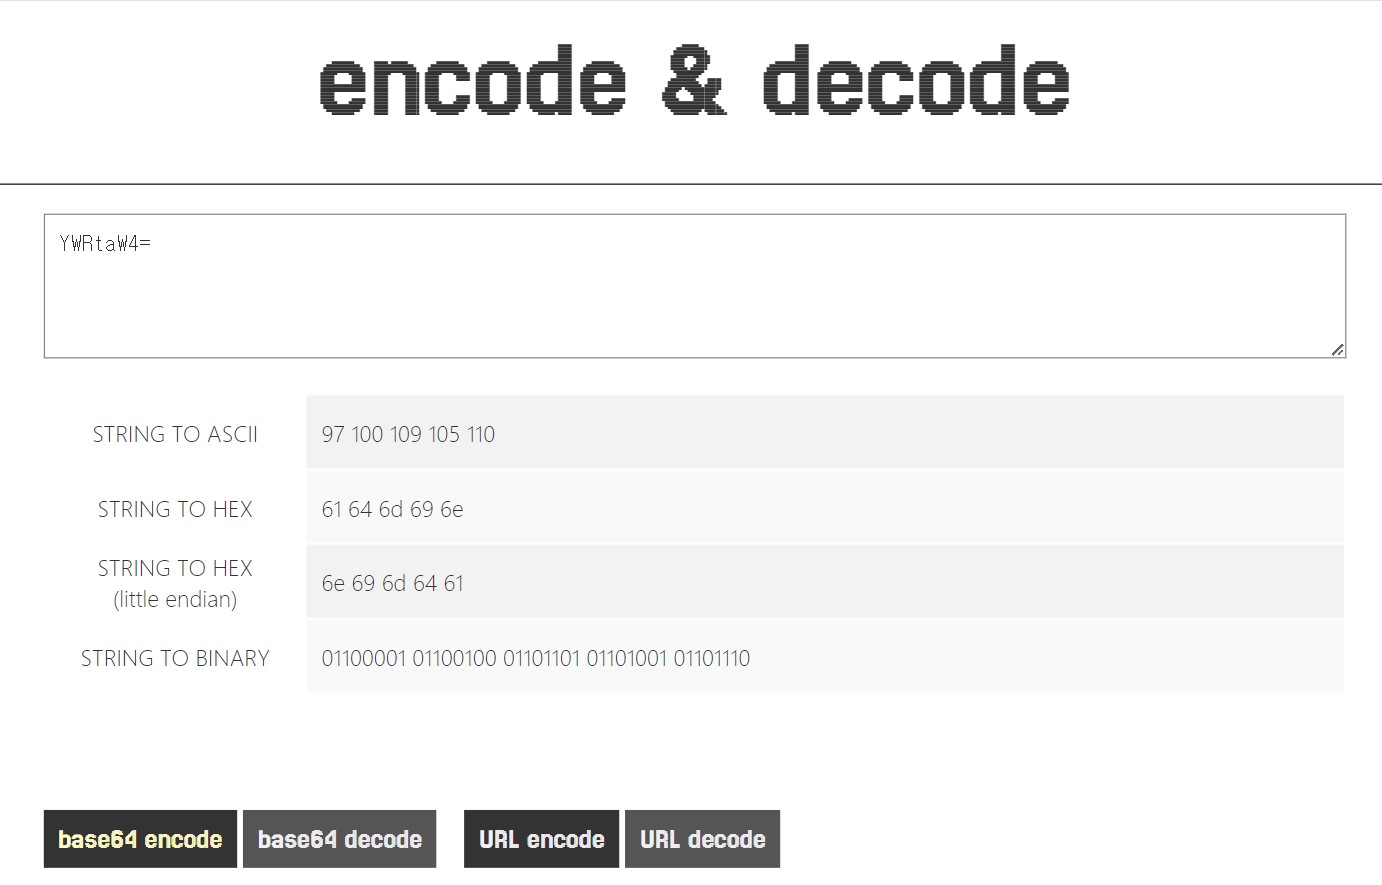 encode & decode
YWRtaW4=
STRING TO ASCII
97 100 109 105 110
STRING TO HEX
61 64 6d 69 6e
STRING TO HEX
(little endian)
6e 69 6d 64 61
STRING TO BINARY
01100001 01100100 01101101 01101001 01101110
base64 encode
base64 decode
URL encode
URL decode